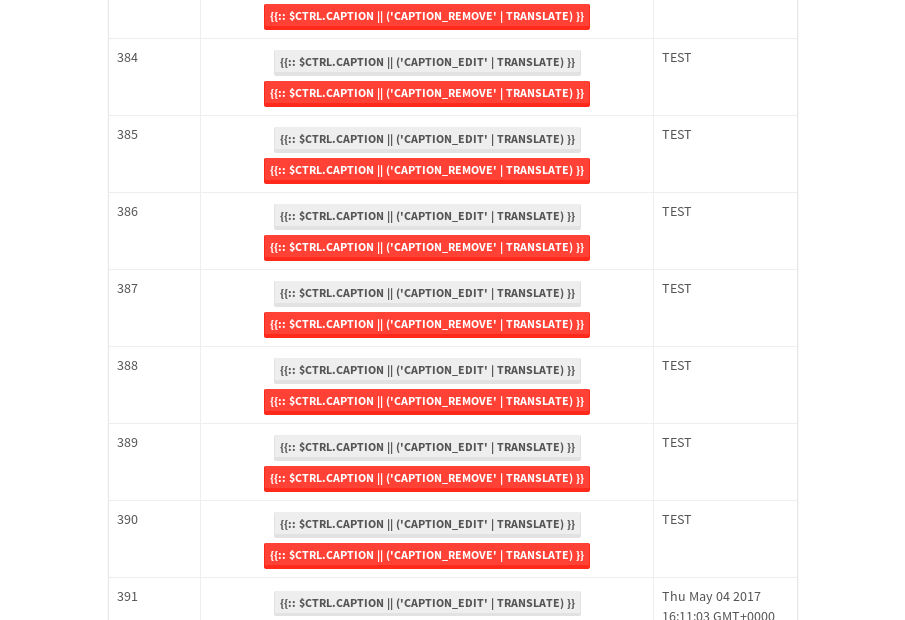 {{:: $CTRL.CAPTION || ('CAPTION_REMOVE' | TRANSLATE) }}
384
{{:: $CTRL.CAPTION || ('CAPTION_EDIT' | TRANSLATE) }}
TEST
{{:: $CTRL.CAPTION || ('CAPTION_REMOVE' | TRANSLATE) }}
385
{{:: $CTRL.CAPTION || ('CAPTION_EDIT' | TRANSLATE) }}
TEST
{{:: $CTRL.CAPTION || ('CAPTION_REMOVE' | TRANSLATE) }}
386
{{:: $CTRL.CAPTION || ('CAPTION_EDIT' | TRANSLATE) }}
TEST
{{:: $CTRL.CAPTION || ('CAPTION_REMOVE' | TRANSLATE) }}
387
{{:: $CTRL.CAPTION || ('CAPTION_EDIT' | TRANSLATE) }}
TEST
{{:: $CTRL.CAPTION || ('CAPTION_REMOVE' | TRANSLATE) }}
388
{{:: $CTRL.CAPTION || ('CAPTION_EDIT' | TRANSLATE) }}
TEST
{{:: $CTRL.CAPTION || ('CAPTION_REMOVE' | TRANSLATE) }}
389
{{:: $CTRL.CAPTION || ('CAPTION_EDIT' | TRANSLATE) }}
TEST
{{:: $CTRL.CAPTION || ('CAPTION_REMOVE' | TRANSLATE) }}
390
{{:: $CTRL.CAPTION || ('CAPTION_EDIT' | TRANSLATE) }}
TEST
{{:: $CTRL.CAPTION || ('CAPTION_REMOVE' | TRANSLATE) }}
391
{{:: $CTRL.CAPTION || ('CAPTION_EDIT' | TRANSLATE) }}
Thu May 04 2017
16:11:03 GMT+0000